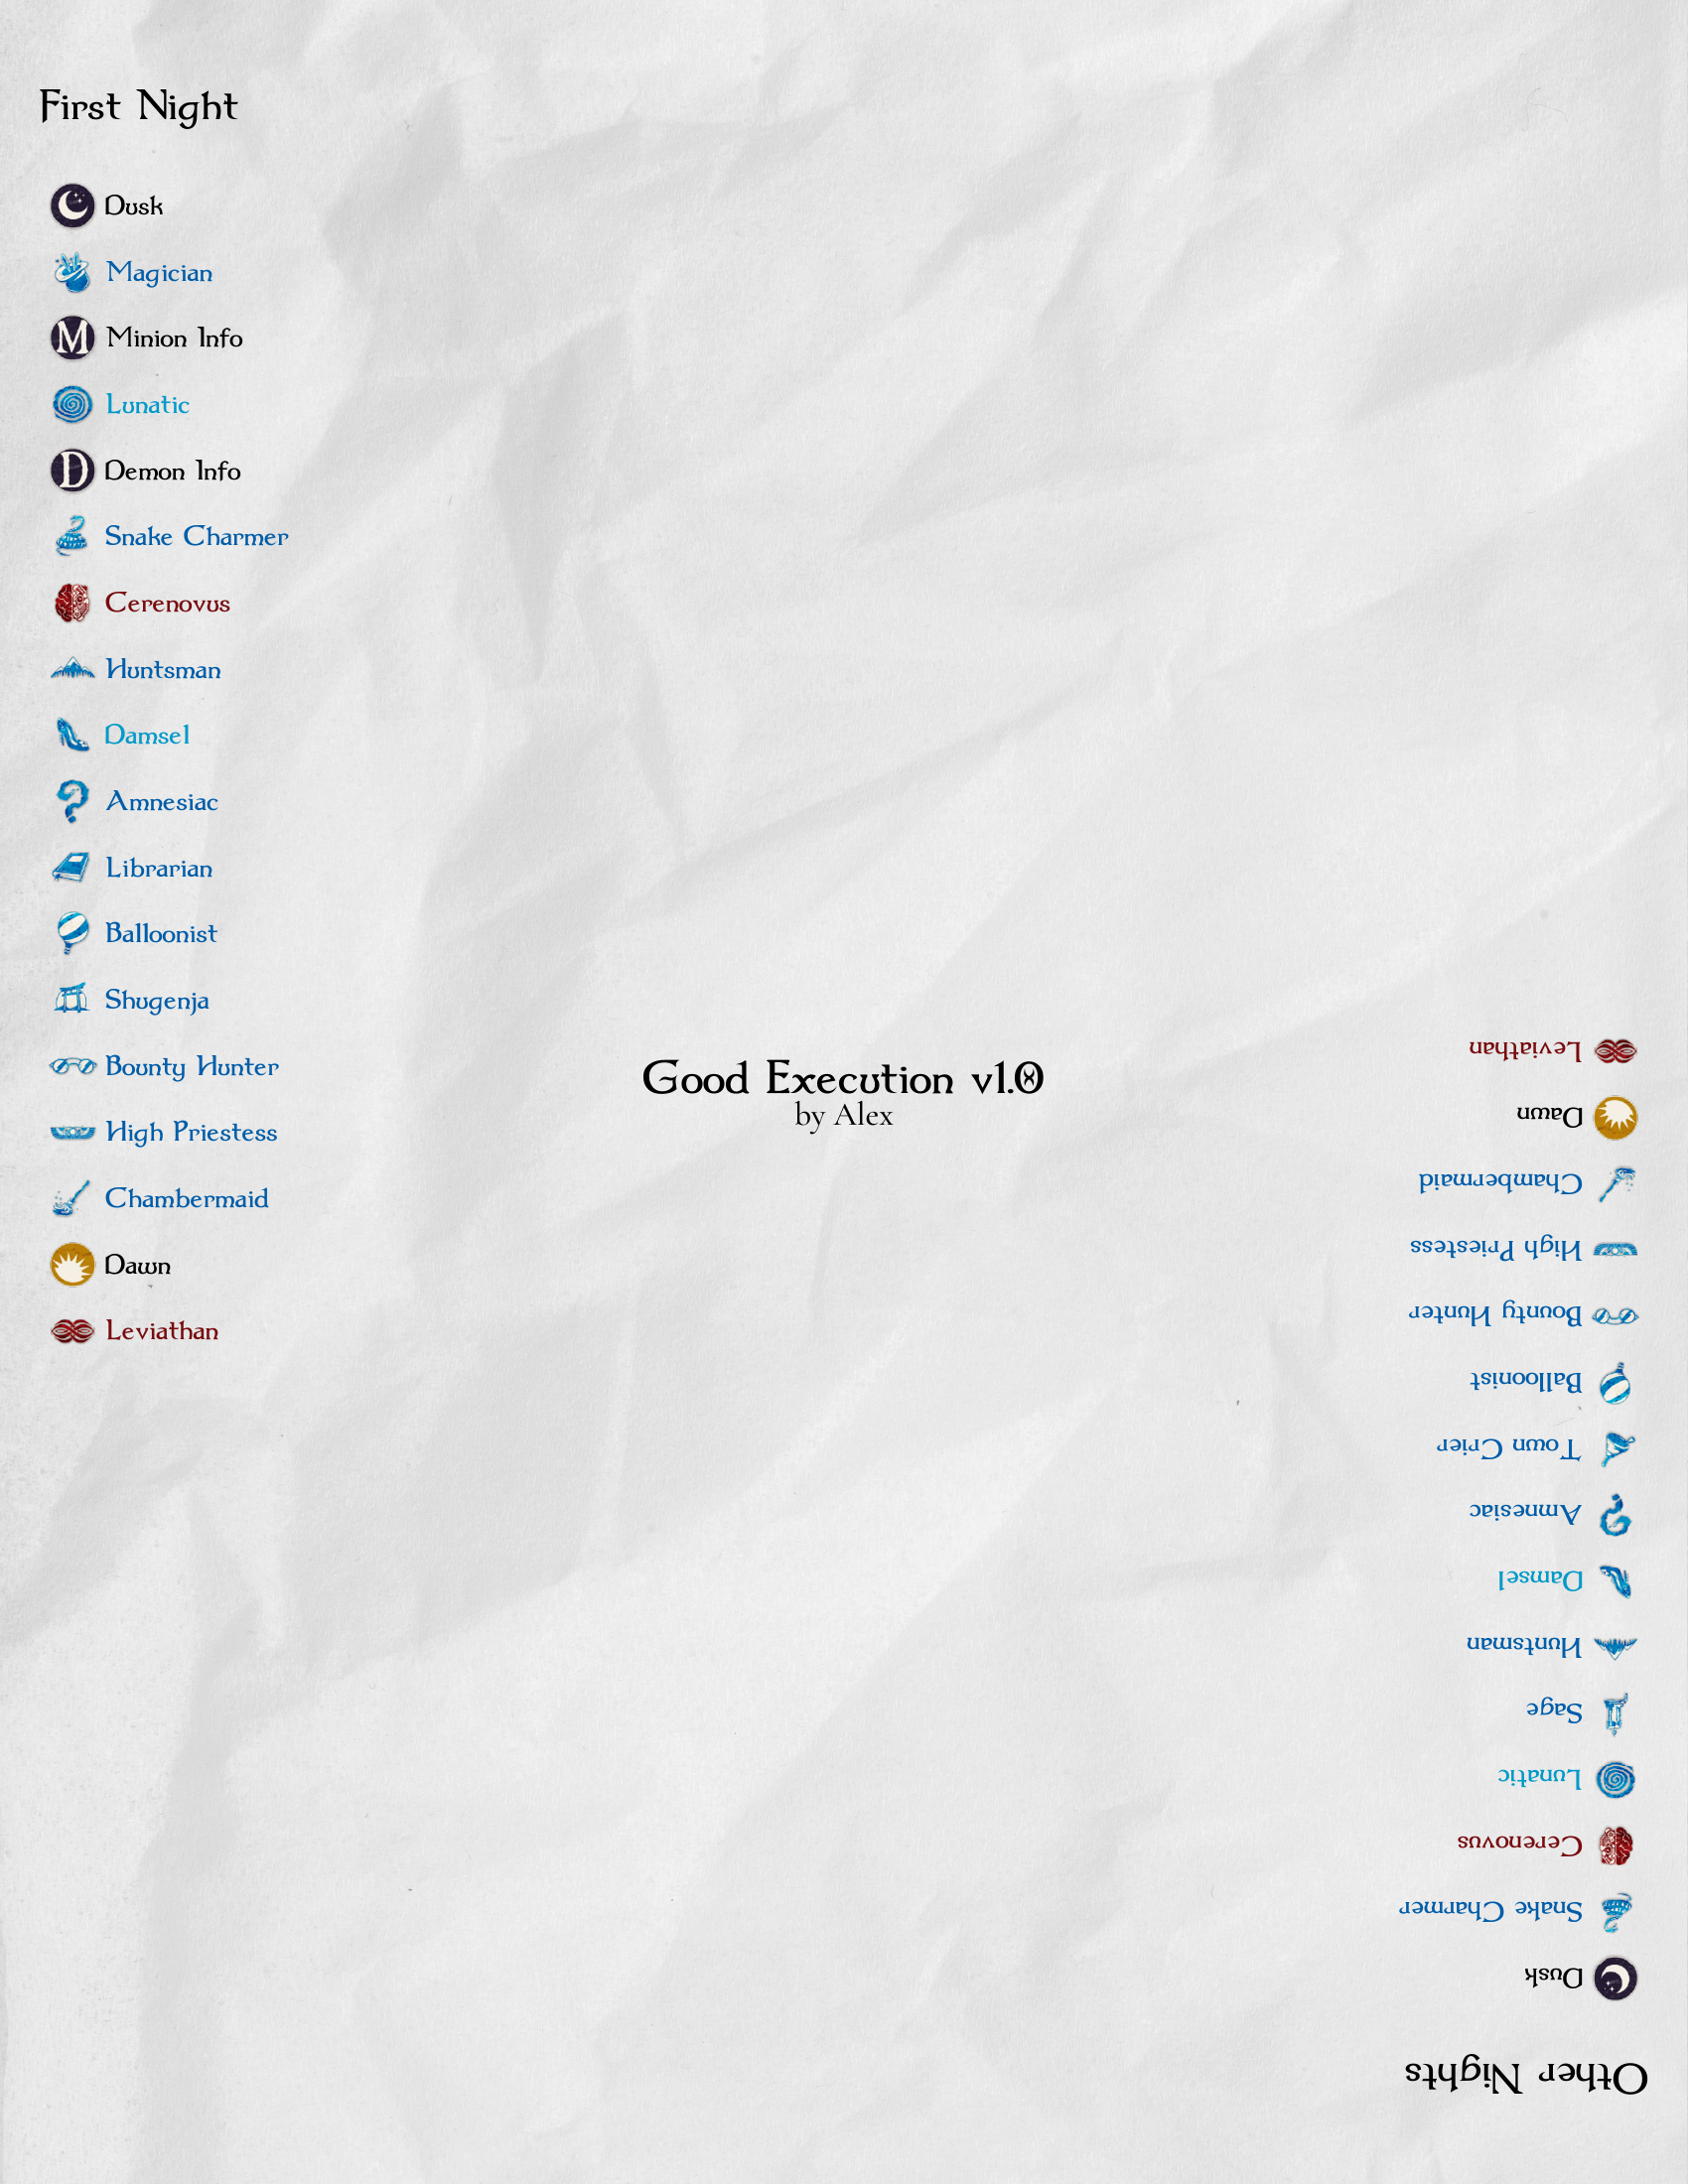 First Night
Dusk
Magician
M
Minion Info
Lunatic
D
Demon Info
Snake Charmer
Cerenovus
Huntsman
Damsel
Amnesiac
Librarian
Balloonist
Shugenja
Bounty Hunter
High Priestess
Chambermaid
Dawn
Leviathan
Good Execution v1.0
by Alex
Other Nights
Dusk
Snake Charmer
Cerenovus
Lunatic
Sage
Huntsman
Damsel
Amnesiac
Town Crier
Balloonist
Bounty Hunter
High Priestess
Chambermaid
Dawn
Leviathan